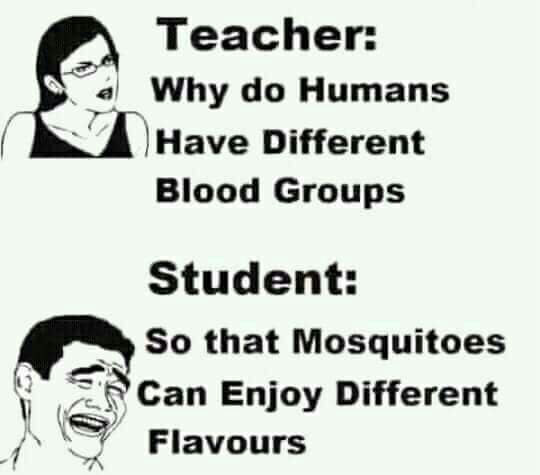 Teacher:
Why do Humans
Have Different
Blood Groups
Student:
So that Mosquitoes
Can Enjoy Different
Flavours